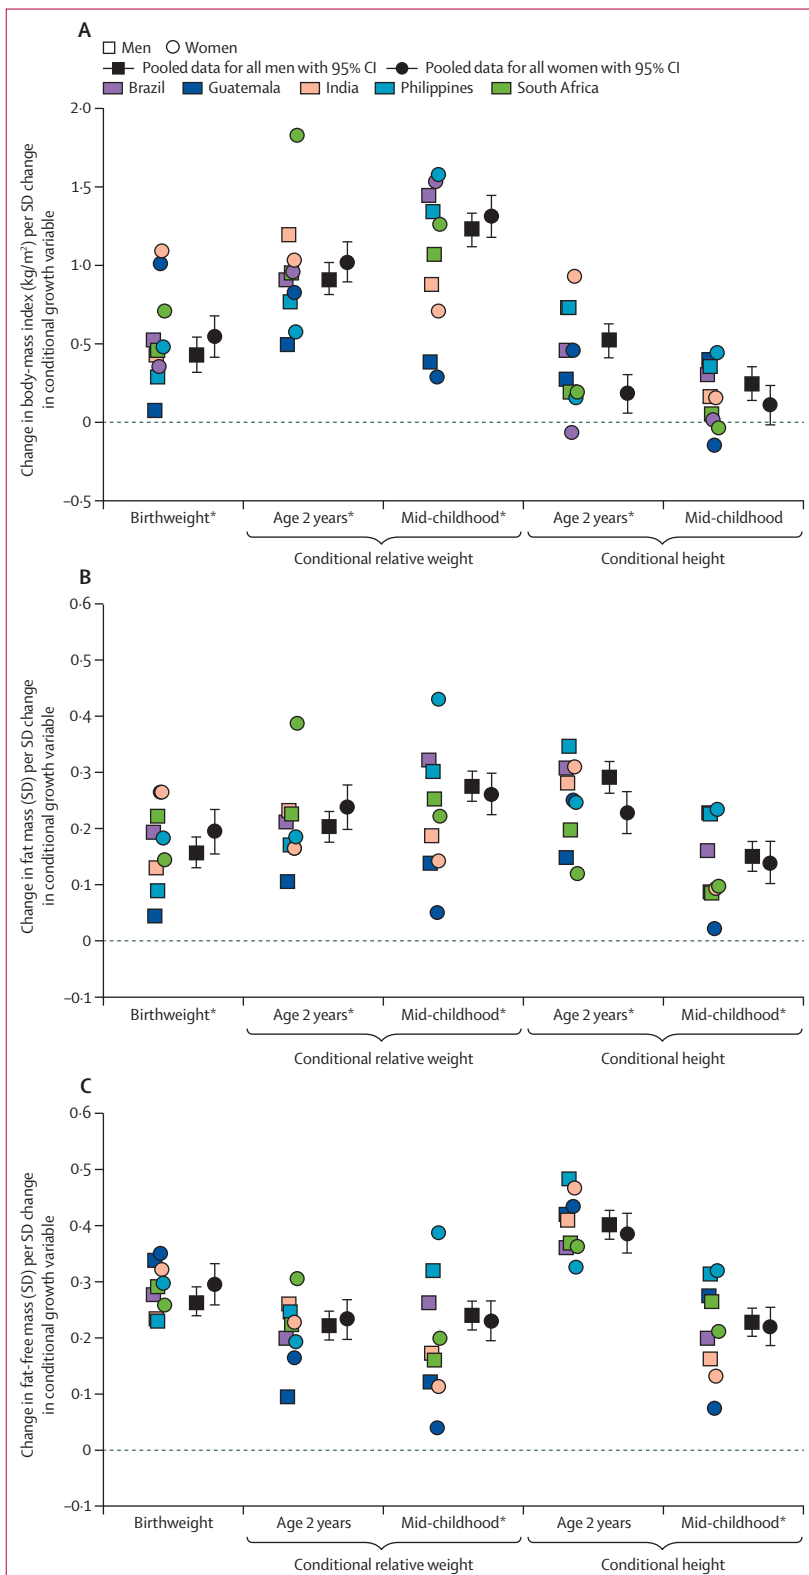 A
Men Women
Pooled data for all men with 95% CI Pooled data for all women with 95% CI
Brazil Guatemala India Philippines South Africa
Change in body-mass index (kg/m²) per SD change
in conditional growth variable
2·0
1·5
1·0
0·5
0
–0·5
Birthweight* Age 2 years* Mid-childhood* Age 2 years* Mid-childhood
Conditional relative weight Conditional height
B
Change in fat mass (SD) per SD change
in conditional growth variable
0·6
0·5
0·4
0·3
0·2
0·1
0
–0·1
Birthweight* Age 2 years* Mid-childhood* Age 2 years* Mid-childhood*
Conditional relative weight Conditional height
C
Change in fat-free mass (SD) per SD change
in conditional growth variable
0·6
0·5
0·4
0·3
0·2
0·1
0
–0·1
Birthweight Age 2 years Mid-childhood* Age 2 years Mid-childhood*
Conditional relative weight Conditional height